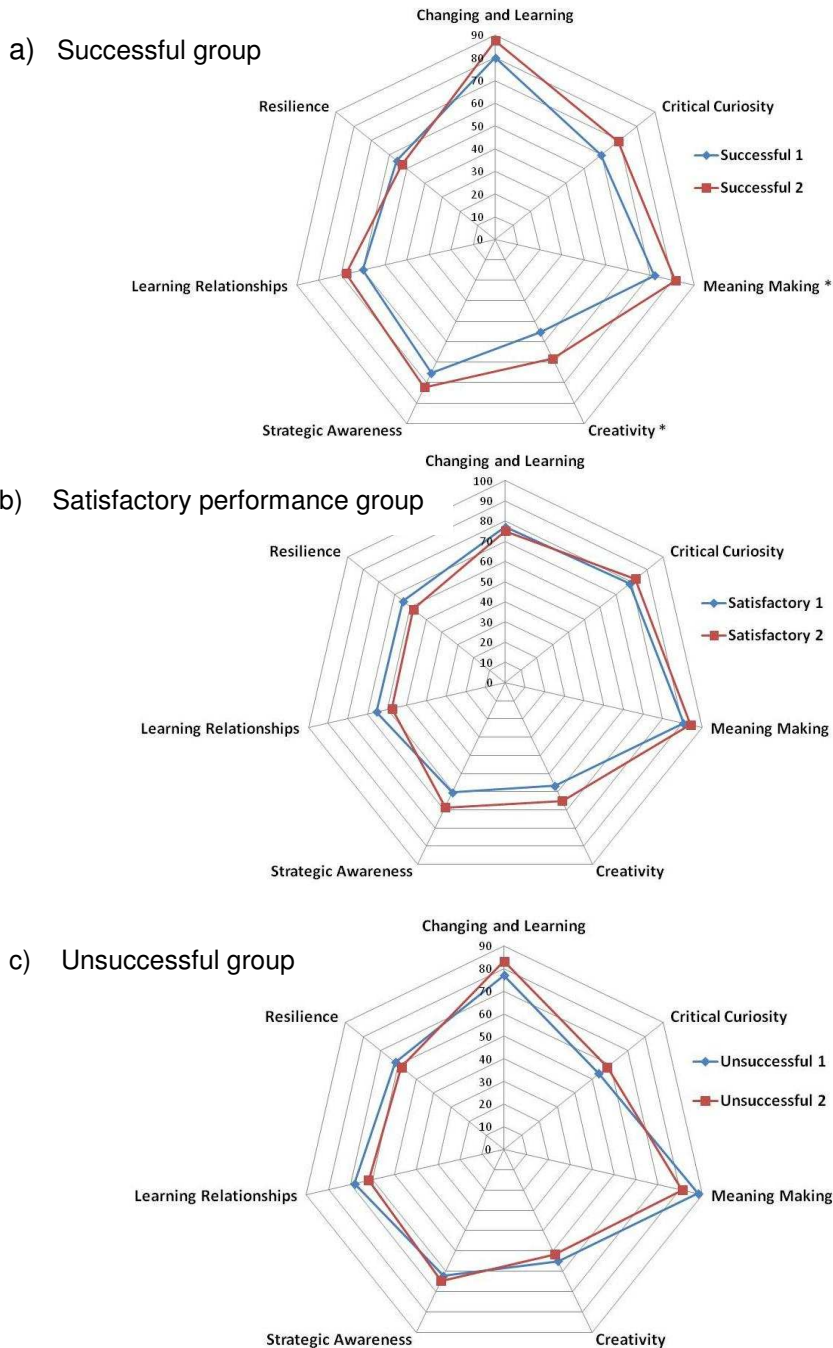 a) Successful group
Changing and Learning
90
80
70
60
50
40
30
20
10
0
Resilience
Critical Curiosity
Successful 1
Successful 2
Learning Relationships
Meaning Making *
Strategic Awareness
Creativity *
b) Satisfactory performance group
Changing and Learning
100
90
80
70
60
50
40
30
20
10
0
Resilience
Critical Curiosity
Satisfactory 1
Satisfactory 2
Learning Relationships
Meaning Making
Strategic Awareness
Creativity
c) Unsuccessful group
Changing and Learning
90
80
70
60
50
40
30
20
10
0
Resilience
Critical Curiosity
Unsuccessful 1
Unsuccessful 2
Learning Relationships
Meaning Making
Strategic Awareness
Creativity